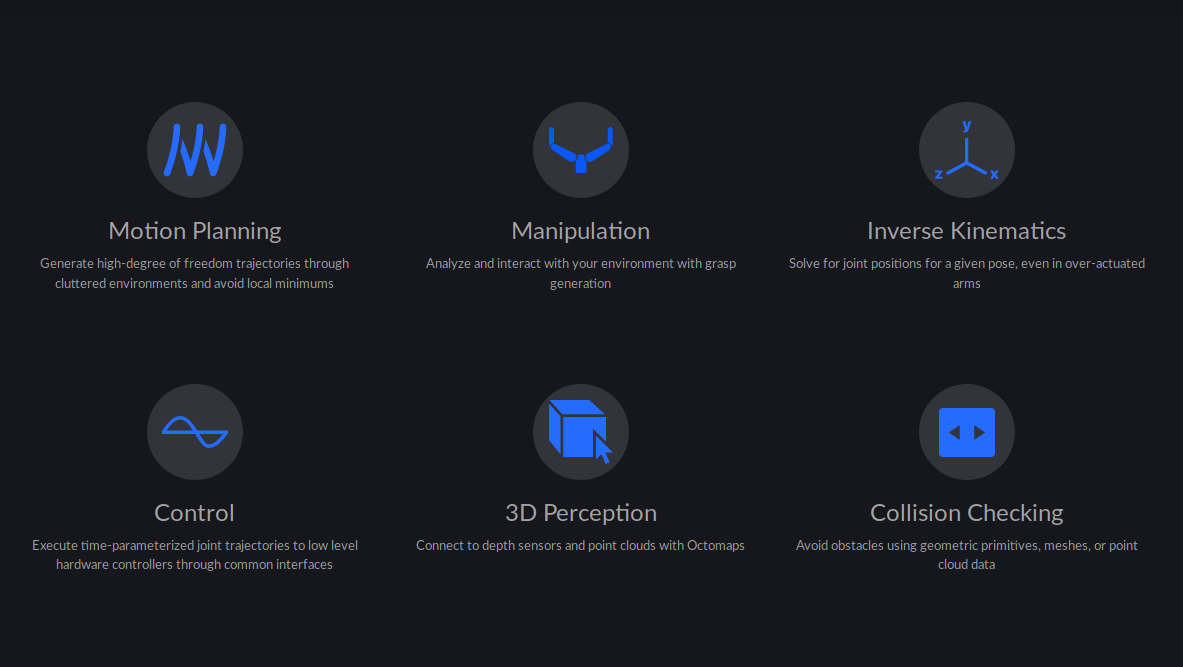 y
z x
Motion Planning
Generate high-degree of freedom trajectories through
cluttered environments and avoid local minimums
Manipulation
Analyze and interact with your environment with grasp
generation
Inverse Kinematics
Solve for joint positions for a given pose, even in over-actuated
arms
Control
Execute time-parameterized joint trajectories to low level
hardware controllers through common interfaces
3D Perception
Connect to depth sensors and point clouds with Octomaps
Collision Checking
Avoid obstacles using geometric primitives, meshes, or point
cloud data